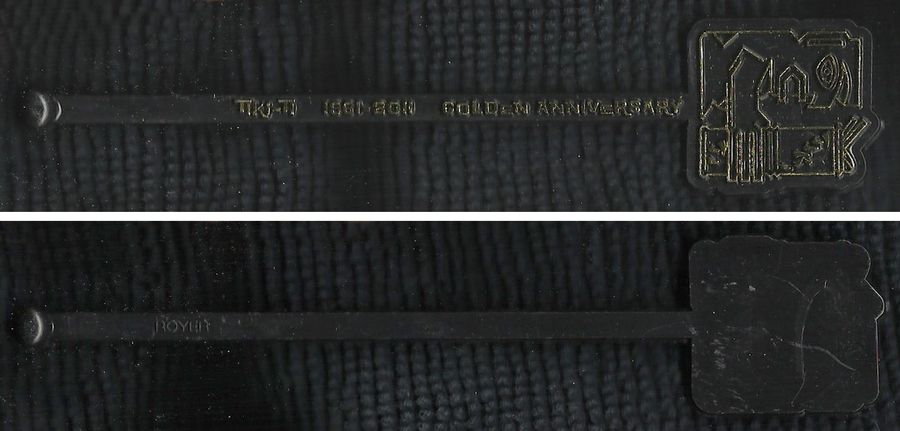 TIKI-TI 1961-2011 GOLDEN ANNIVERSARY
ROYER